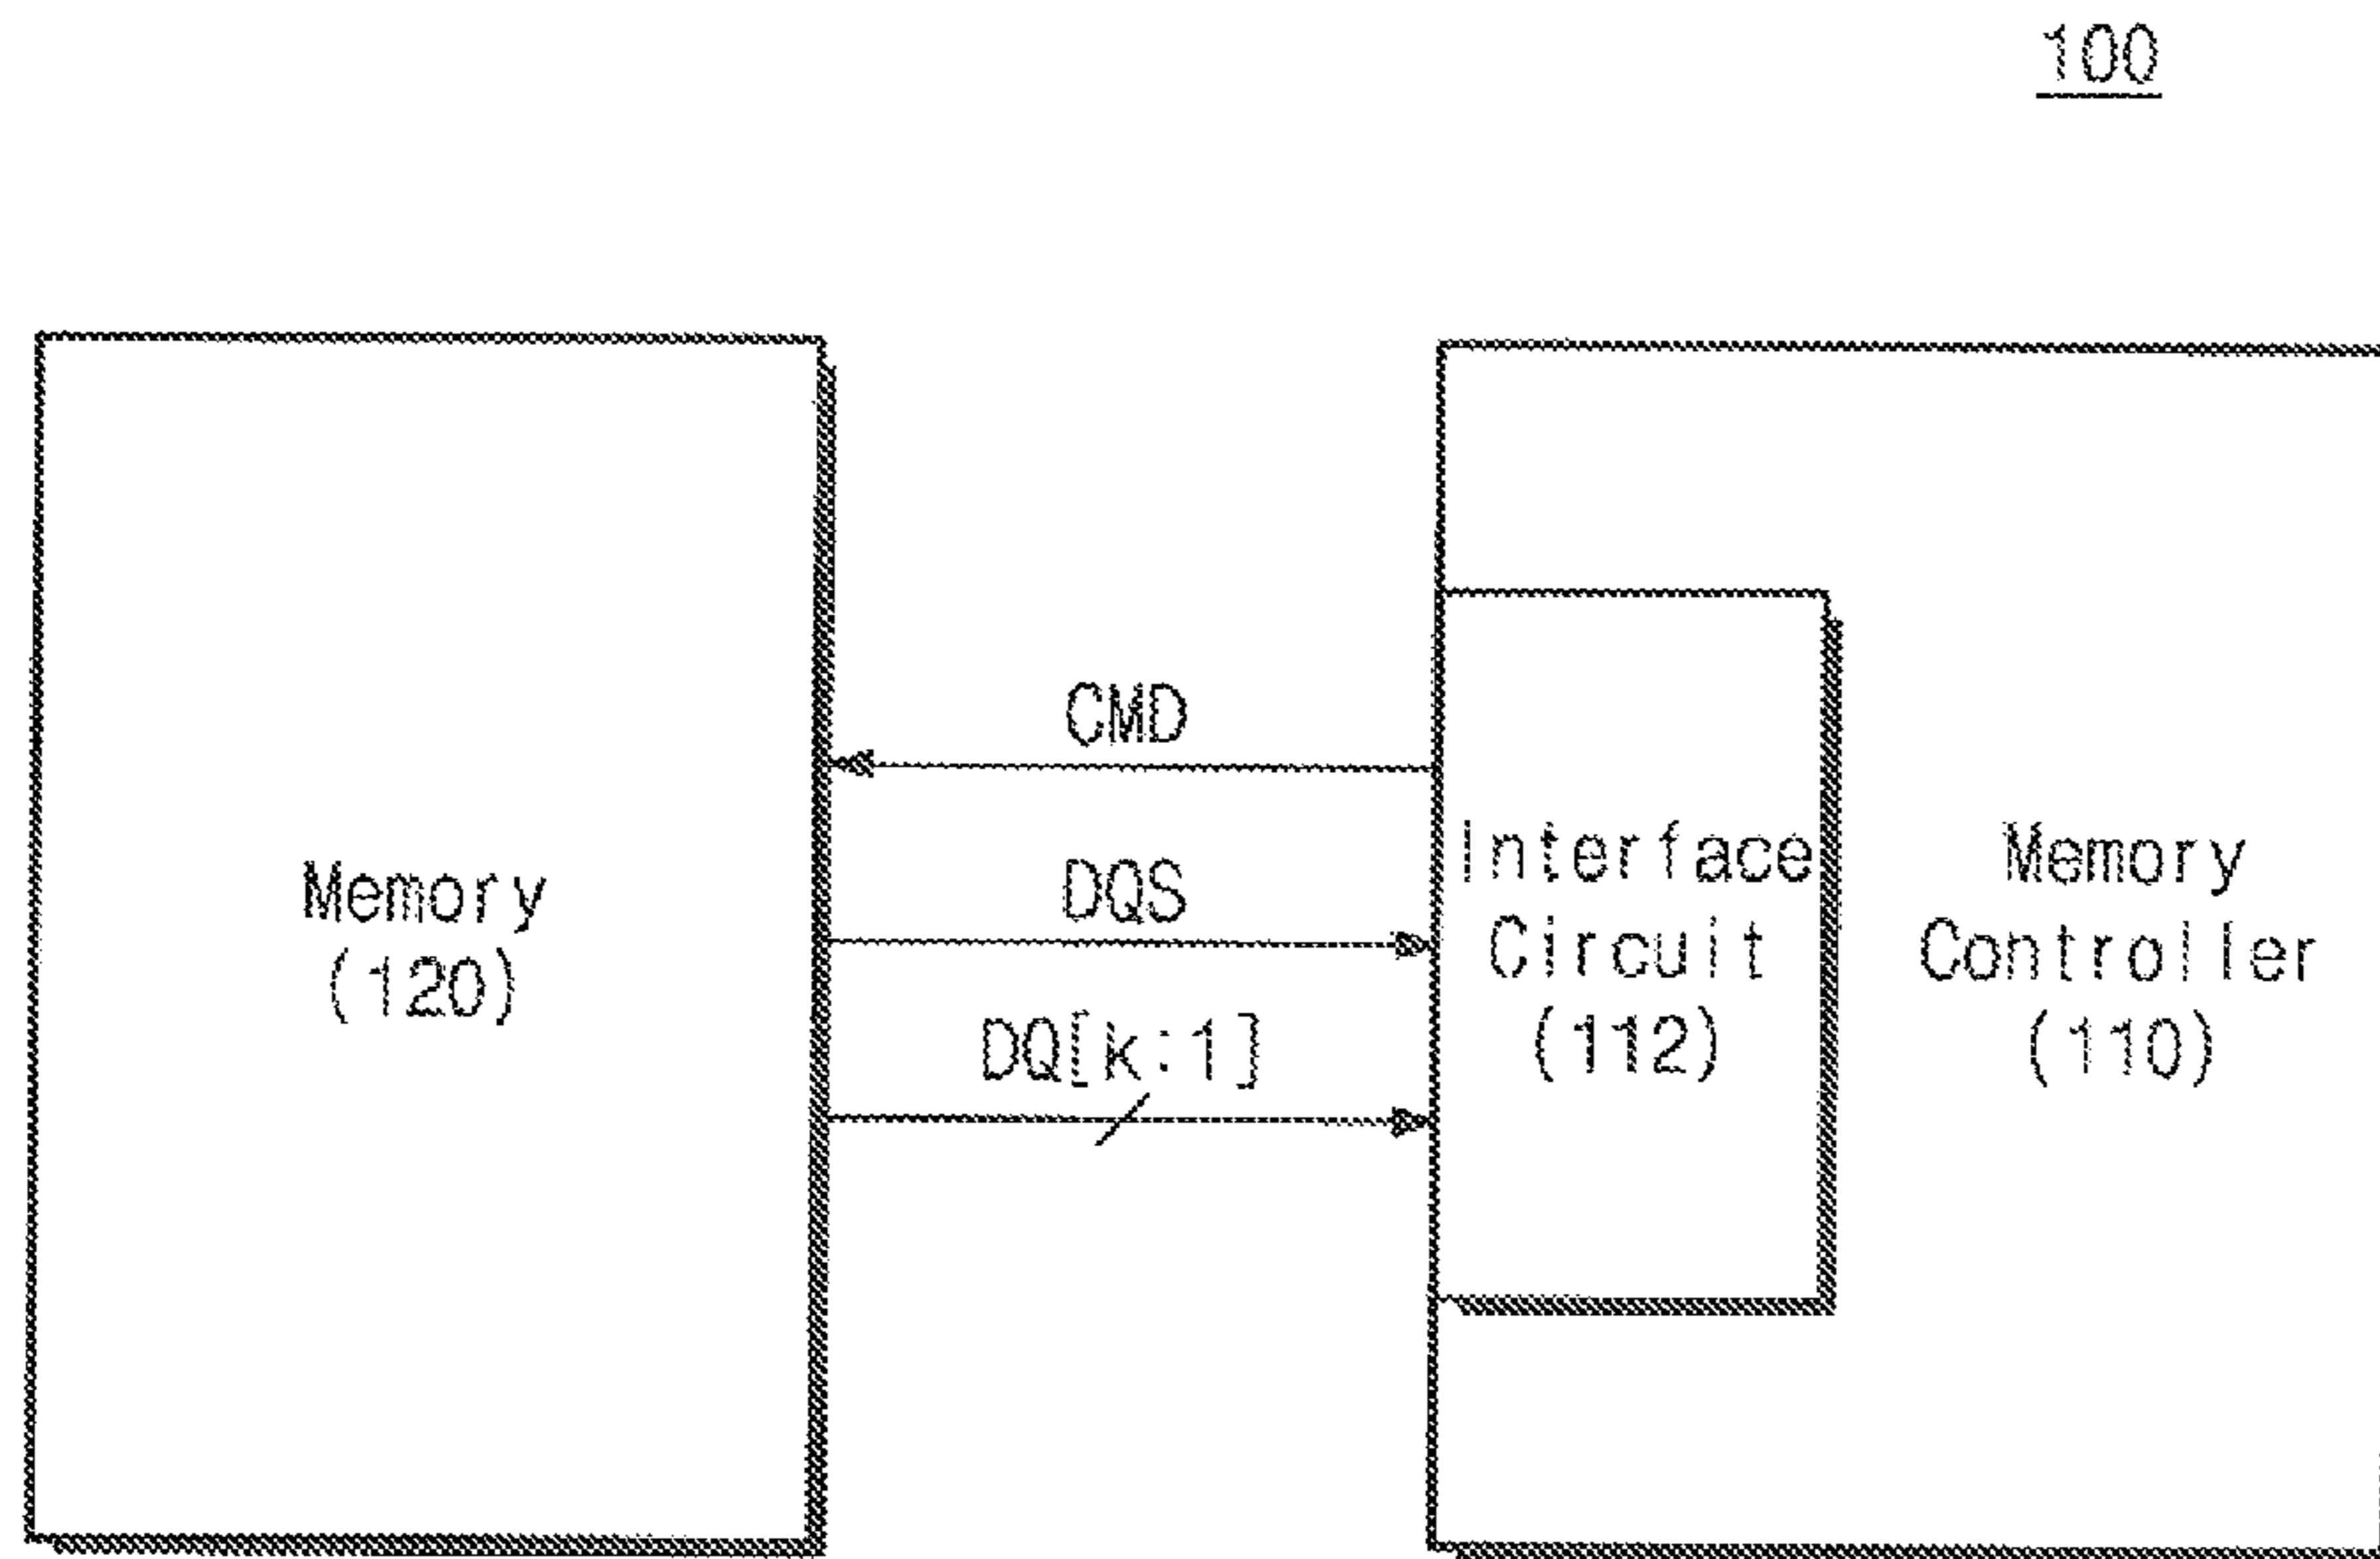 100
Memory
(120)
CMD
DQS
DQ[k:1]
Interface
Circuit
(112)
Memory
Controller
(110)